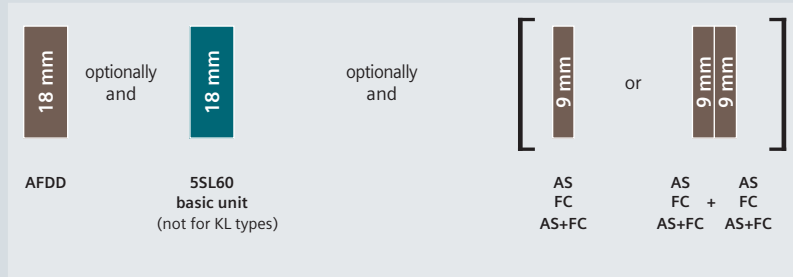 18 mm
optionally
and
18 mm
optionally
and
9 mm
or
9 mm
9 mm
AFDD
5SL60
basic unit
(not for KL types)
AS
FC
AS+FC
AS AS
FC + FC
AS+FC AS+FC